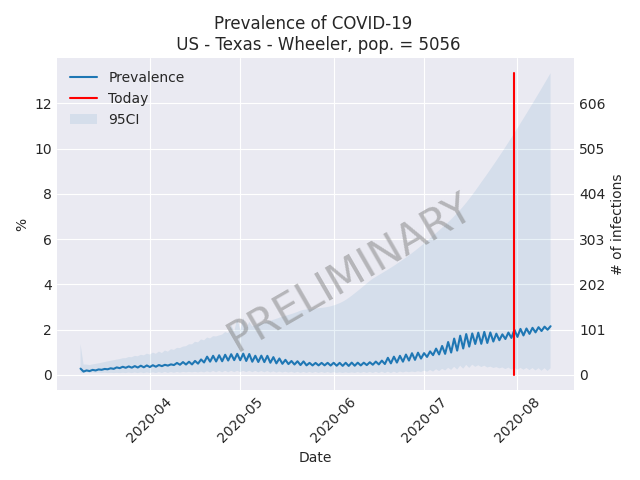 Prevalence of COVID-19
US - Texas - Wheeler, pop. = 5056
Prevalence
Today
95CI
12
10
8
6
4
2
0
%
606
505
404
303
202
101
0
# of infections
PRELIMINARY
2020-04
2020-05
2020-06
2020-07
2020-08
Date